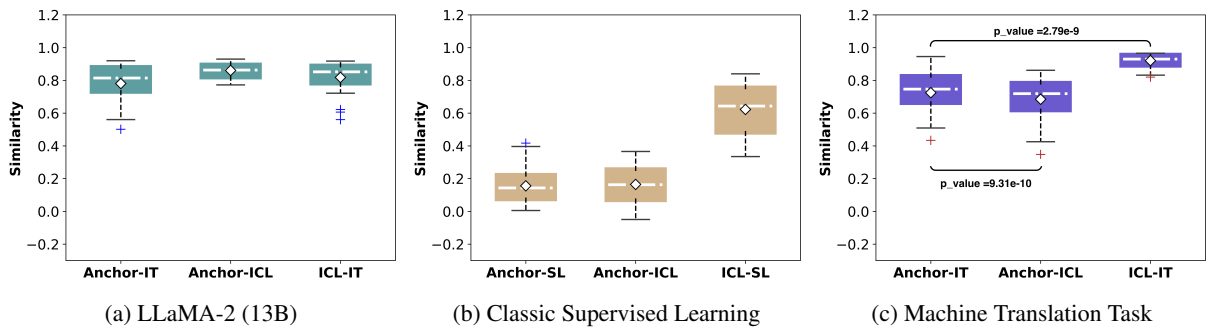 Similarity
1.2
1.0
0.8
0.6
0.4
0.2
0.0
−0.2
Anchor-IT Anchor-ICL ICL-IT
(a) LLaMA-2 (13B)
Similarity
1.2
1.0
0.8
0.6
0.4
0.2
0.0
−0.2
Anchor-SL Anchor-ICL ICL-SL
(b) Classic Supervised Learning
Similarity
1.2
1.0
0.8
0.6
0.4
0.2
0.0
−0.2
p_value =2.79e-9
p_value =9.31e-10
Anchor-IT Anchor-ICL ICL-IT
(c) Machine Translation Task